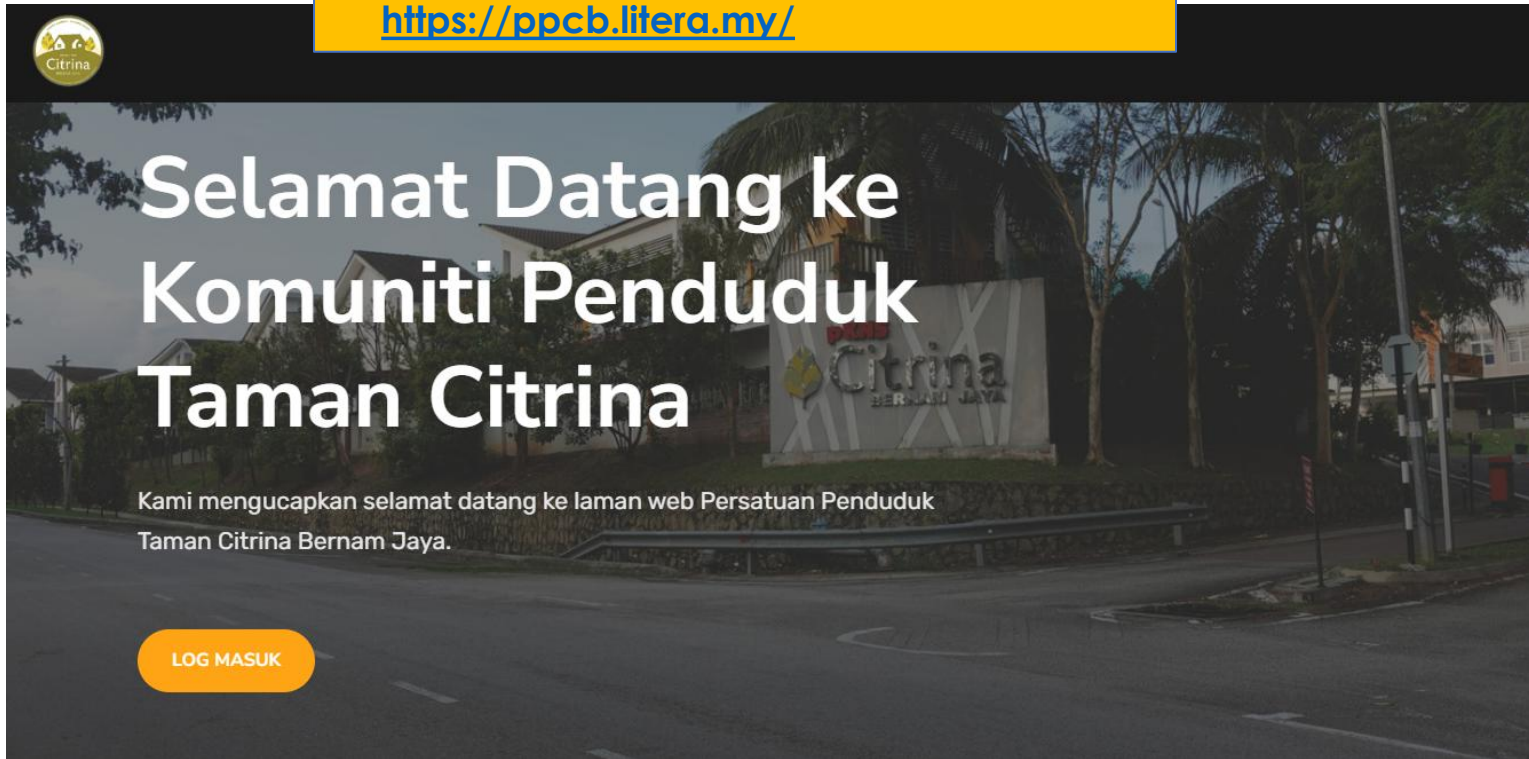 https://ppcb.litera.my/
Citrina
Selamat Datang ke
Komuniti Penduduk
Taman Citrina
pkns
Citrina
BERNAM JAYA
Kami mengucapkan selamat datang ke laman web Persatuan Penduduk
Taman Citrina Bernam Jaya.
LOG MASUK